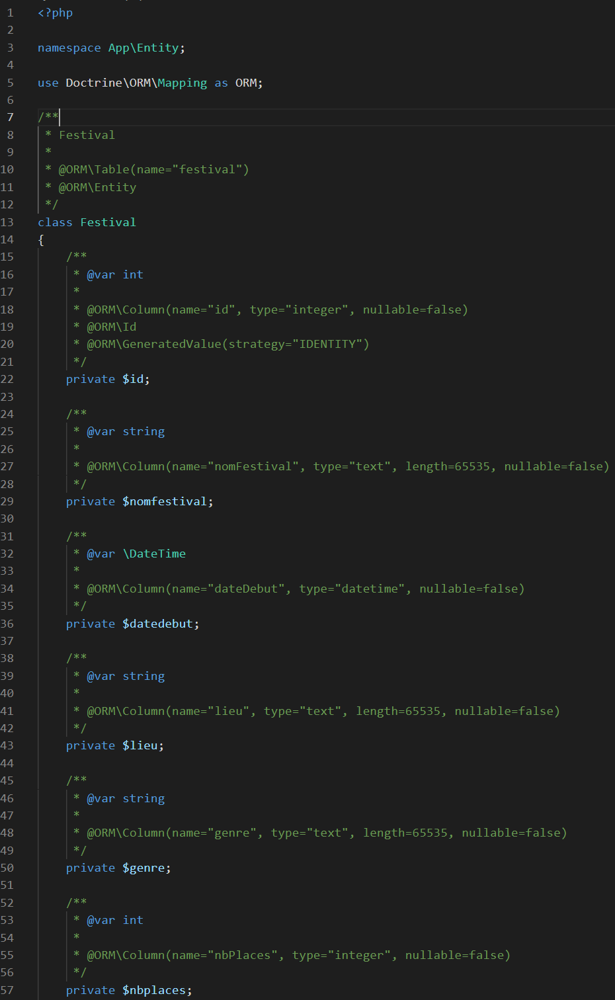 1 <?php
2
3 namespace App\Entity;
4
5 use Doctrine\ORM\Mapping as ORM;
6
7 /**
8  * Festival
9  *
10  * @ORM\Table(name="festival")
11  * @ORM\Entity
12  */
13 class Festival
14 {
15     /**
16      * @var int
17      *
18      * @ORM\Column(name="id", type="integer", nullable=false)
19      * @ORM\Id
20      * @ORM\GeneratedValue(strategy="IDENTITY")
21      */
22     private $id;
23
24     /**
25      * @var string
26      *
27      * @ORM\Column(name="nomFestival", type="text", length=65535, nullable=false)
28      */
29     private $nomfestival;
30
31     /**
32      * @var \DateTime
33      *
34      * @ORM\Column(name="dateDebut", type="datetime", nullable=false)
35      */
36     private $datedebut;
37
38     /**
39      * @var string
40      *
41      * @ORM\Column(name="lieu", type="text", length=65535, nullable=false)
42      */
43     private $lieu;
44
45     /**
46      * @var string
47      *
48      * @ORM\Column(name="genre", type="text", length=65535, nullable=false)
49      */
50     private $genre;
51
52     /**
53      * @var int
54      *
55      * @ORM\Column(name="nbPlaces", type="integer", nullable=false)
56      */
57     private $nbplaces;